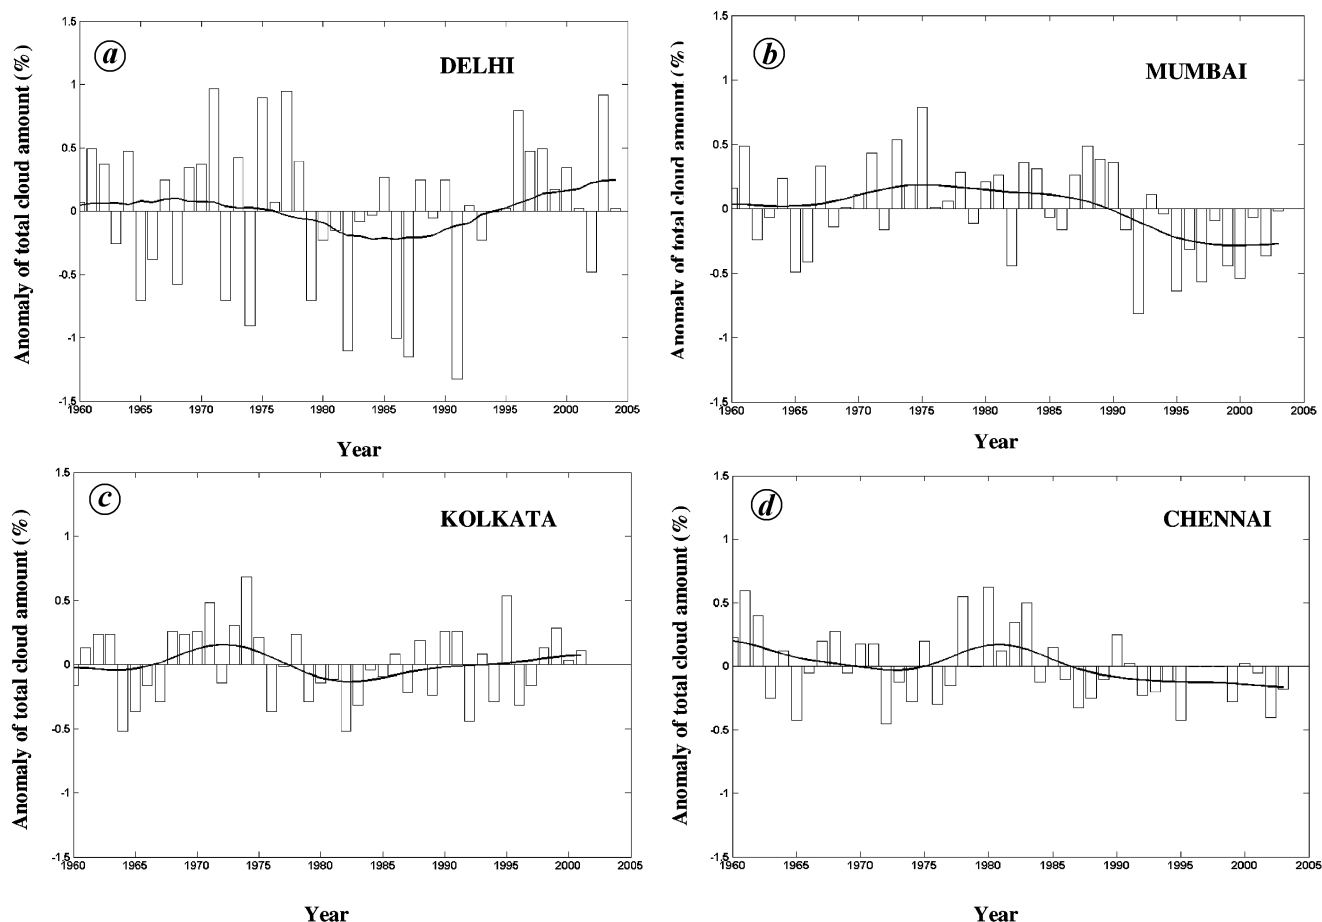 a
DELHI
Anomaly of total cloud amount (%)
1.5
1
0.5
0
-0.5
-1
-1.5
1960 1965 1970 1975 1980 1985 1990 1995 2000 2005
Year
b
MUMBAI
Anomaly of total cloud amount (%)
1.5
1
0.5
0
-0.5
-1
-1.5
1960 1965 1970 1975 1980 1985 1990 1995 2000 2005
Year
c
KOLKATA
Anomaly of total cloud amount (%)
1.5
1
0.5
0
-0.5
-1
-1.5
1960 1965 1970 1975 1980 1985 1990 1995 2000 2005
Year
d
CHENNAI
Anomaly of total cloud amount (%)
1.5
1
0.5
0
-0.5
-1
-1.5
1960 1965 1970 1975 1980 1985 1990 1995 2000 2005
Year